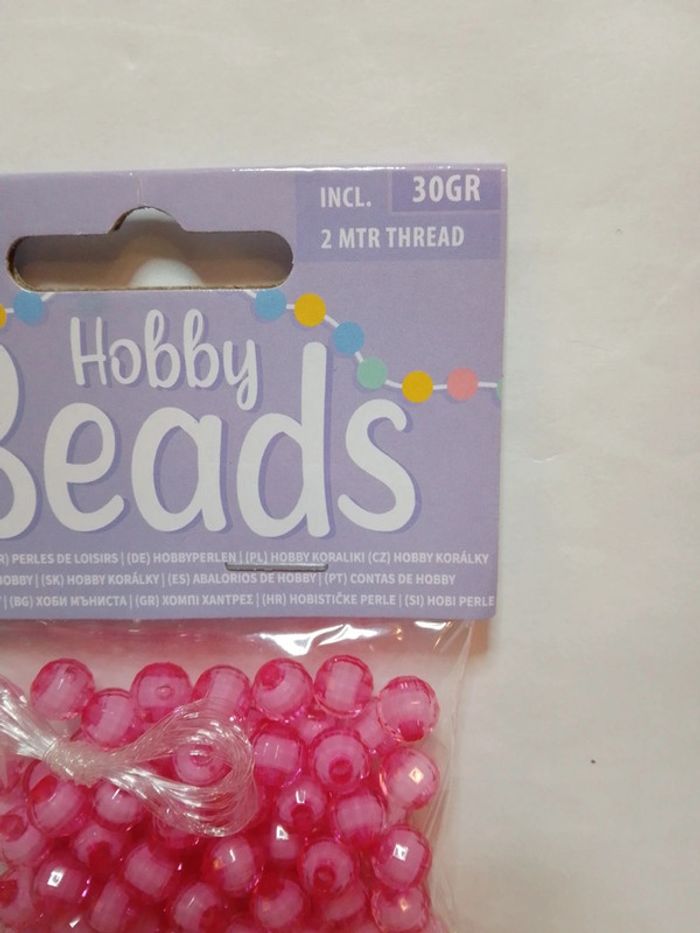 INCL. 30GR
2 MTR THREAD
Hobby
Beads
R) PERLES DE LOISIRS | (DE) HOBBYPERLEN | (PL) HOBBY KORALIKI (CZ) HOBBY KORÁLKY
HOBBY | (SK) HOBBY KORÁLKY | (ES) ABALORIOS DE HOBBY | (PT) CONTAS DE HOBBY
| (BG) ХОБИ МЪНИСТА | (GR) ΧΟΜΠΙ ΧΑΝΤΡΕΣ | (HR) HOBISTIČKE PERLE | (SI) HOBI PERLE